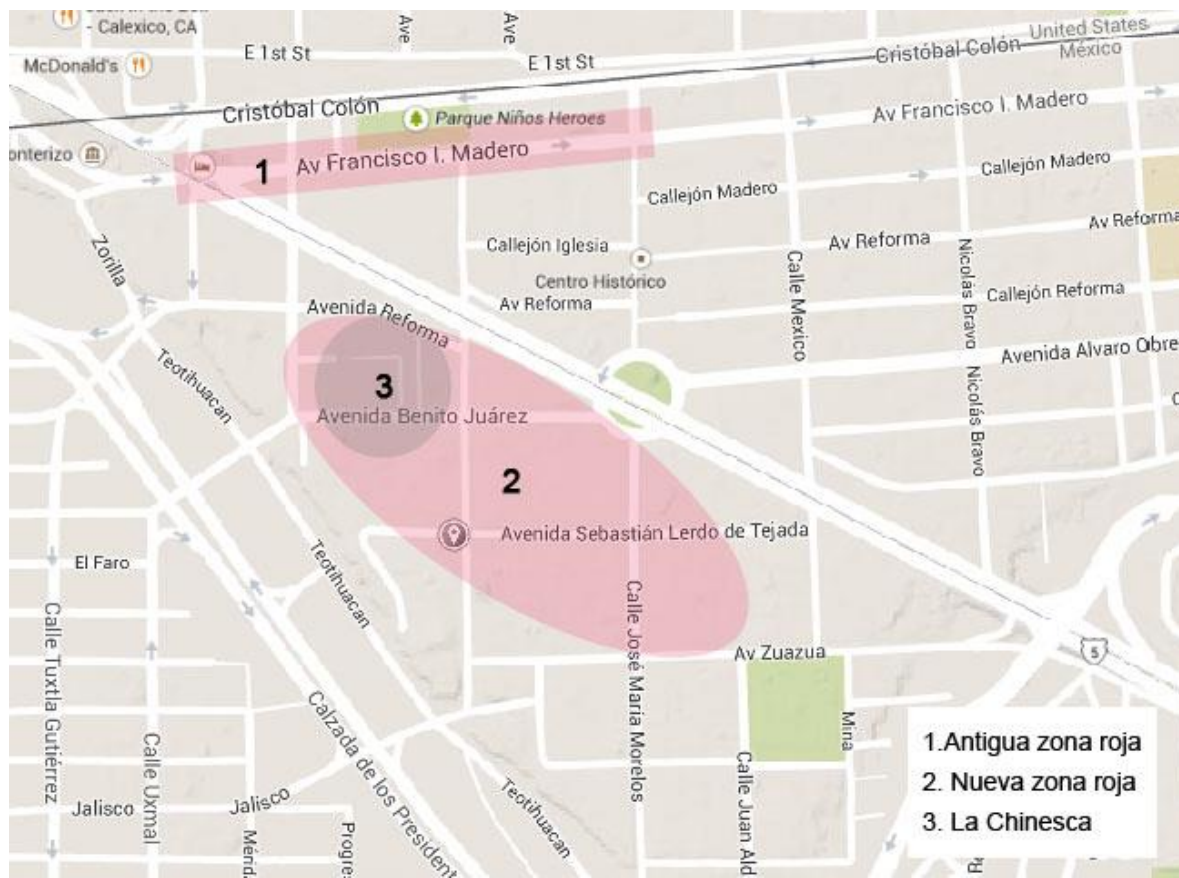 - Calexico, CA
Ave
Ave
E 1st St
E 1st St
United States
México
McDonald's
Cristóbal Colón
Cristóbal Colón
Parque Niños Heroes
Av Francisco I. Madero
1
Av Francisco I. Madero
Callejón Madero
Callejón Madero
Callejón Iglesia
Av Reforma
Av Reforma
Zorilla
Centro Histórico
Calle Mexico
Nicolás Bravo
Callejón Reforma
Avenida Reforma
Av Reforma
Avenida Alvaro Obre
Teotihuacan
3
Avenida Benito Juárez
Nicolás Bravo
2
Avenida Sebastián Lerdo de Tejada
El Faro
Teotihuacan
Calle Tuxtla Gutiérrez
Calle José Maria Morelos
Av Zuazua
5
Calzada de los President
Mina
Calle Uxmal
Calle Juan Ald
Jalisco
Jalisco
Teotihuacan
Mérida
Progres
1.Antigua zona roja
2. Nueva zona roja
3. La Chinesca